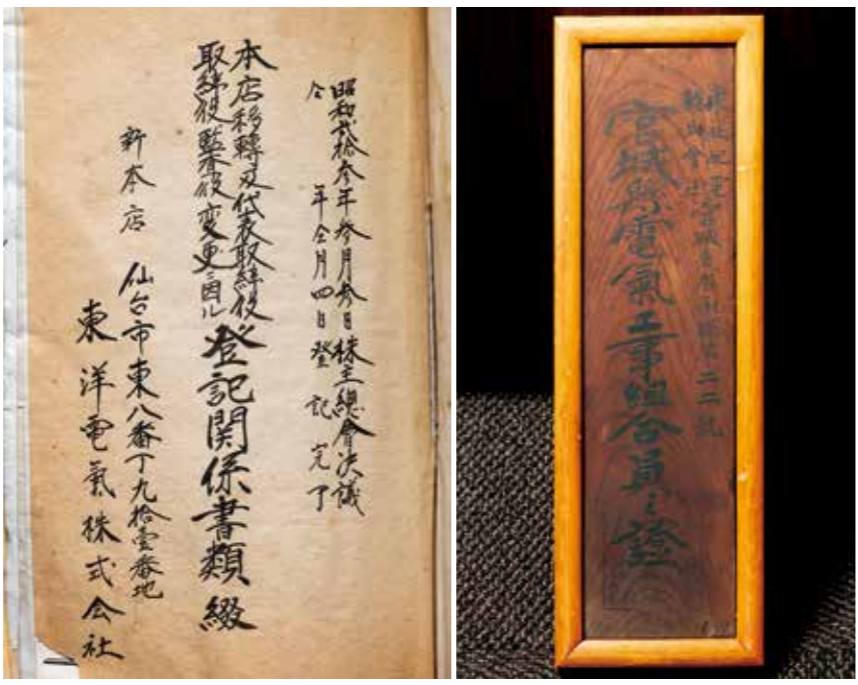 昭和弐拾参年参月参日株主總會決議
仝 年仝月四日登記完了
本店移轉及代表取締役
取締役監査役変更ニ因ル
登記関係書類綴
新本店 仙台市東八番丁九拾壹番地
東洋電氣株式会社
宮城縣電氣工事組合員之證